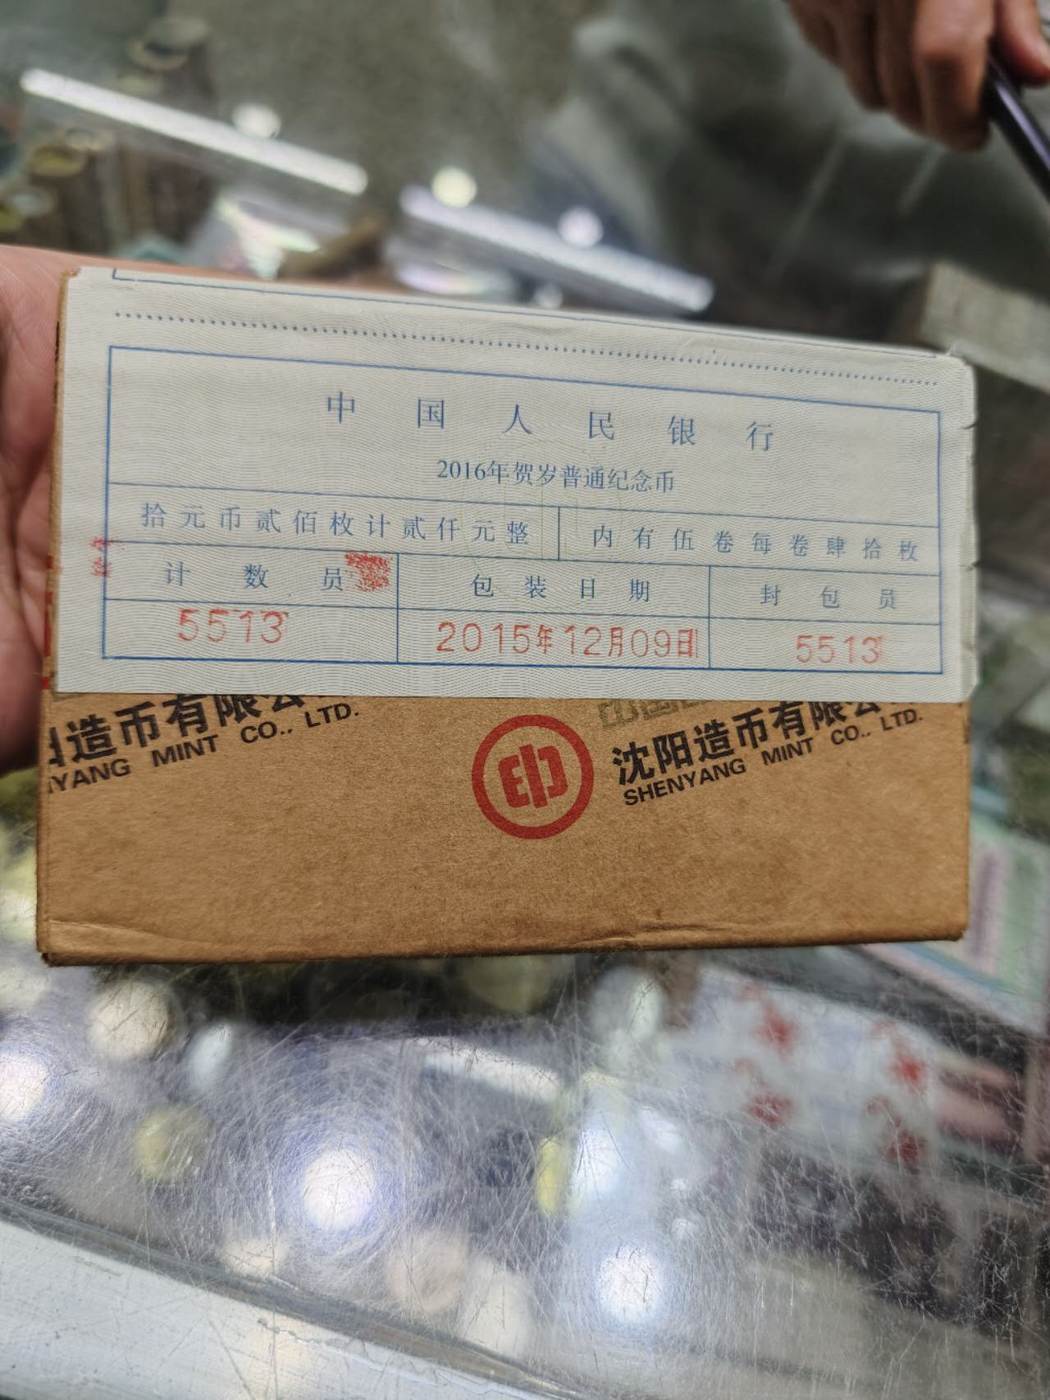 中国人民银行
2016年贺岁普通纪念币
拾元币贰佰枚计贰仟元整 内有伍卷每卷肆拾枚
计数员 包装日期 封包员
5513 2015年12月09日 5513
造币有限公 沈阳造币有限公
YANG MINT CO., LTD. SHENYANG MINT CO., LTD.